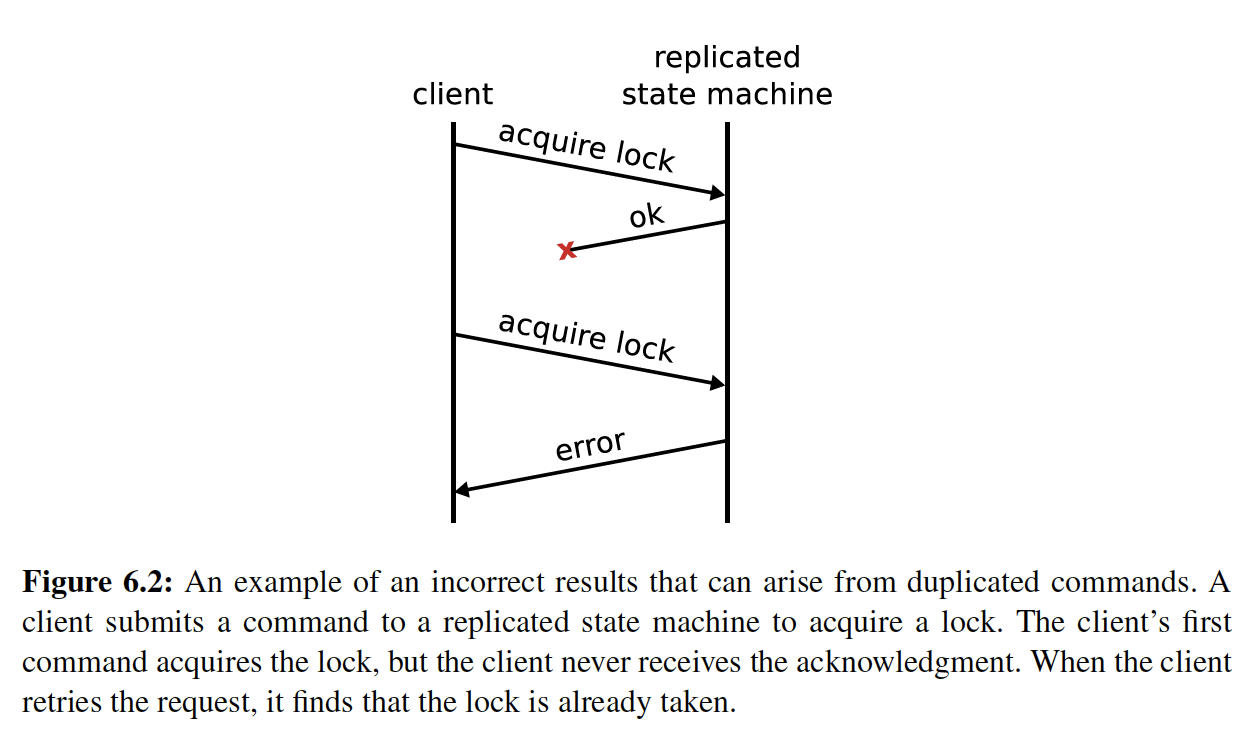 replicated
client
state machine
acquire lock
ok
x
acquire lock
error
Figure 6.2: An example of an incorrect results that can arise from duplicated commands. A
client submits a command to a replicated state machine to acquire a lock. The client’s first
command acquires the lock, but the client never receives the acknowledgment. When the client
retries the request, it finds that the lock is already taken.